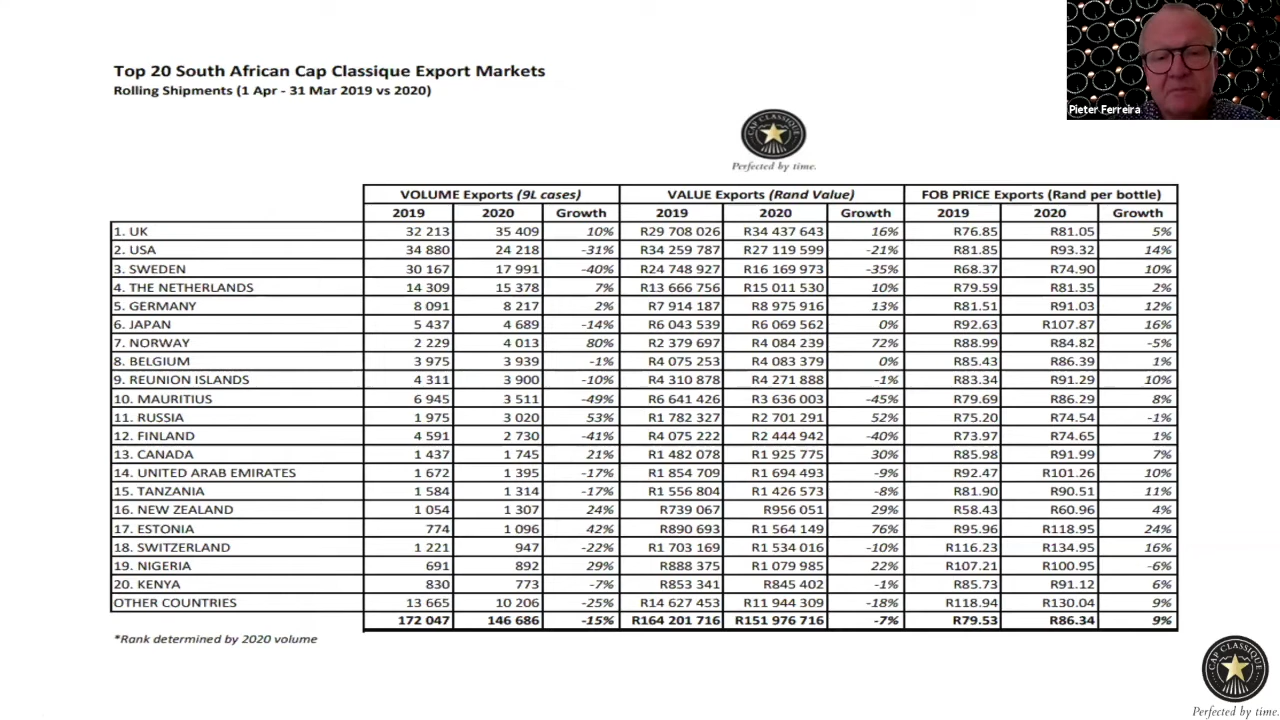 Pieter Ferreira
Top 20 South African Cap Classique Export Markets
Rolling Shipments (1 Apr - 31 Mar 2019 vs 2020)
CAP CLASSIQUE
Perfected by time.
VOLUME Exports (9L cases) VALUE Exports (Rand Value) FOB PRICE Exports (Rand per bottle)
2019 2020 Growth 2019 2020 Growth 2019 2020 Growth
1. UK 32 213 35 409 10% R29 708 026 R34 437 643 16% R76.85 R81.05 5%
2. USA 34 880 24 218 -31% R34 259 787 R27 119 599 -21% R81.85 R93.32 14%
3. SWEDEN 30 167 17 991 -40% R24 748 927 R16 169 973 -35% R68.37 R74.90 10%
4. THE NETHERLANDS 14 309 15 378 7% R13 666 756 R15 011 530 10% R79.59 R81.35 2%
5. GERMANY 8 091 8 217 2% R7 914 187 R8 975 916 13% R81.51 R91.03 12%
6. JAPAN 5 437 4 689 -14% R6 043 539 R6 069 562 0% R92.63 R107.87 16%
7. NORWAY 2 229 4 013 80% R2 379 697 R4 084 239 72% R88.99 R84.82 -5%
8. BELGIUM 3 975 3 939 -1% R4 075 253 R4 083 379 0% R85.43 R86.39 1%
9. REUNION ISLANDS 4 311 3 900 -10% R4 310 878 R4 271 888 -1% R83.34 R91.29 10%
10. MAURITIUS 6 945 3 511 -49% R6 641 426 R3 636 003 -45% R79.69 R86.29 8%
11. RUSSIA 1 975 3 020 53% R1 782 327 R2 701 291 52% R75.20 R74.54 -1%
12. FINLAND 4 591 2 730 -41% R4 075 222 R2 444 942 -40% R73.97 R74.65 1%
13. CANADA 1 437 1 745 21% R1 482 078 R1 925 775 30% R85.98 R91.99 7%
14. UNITED ARAB EMIRATES 1 672 1 395 -17% R1 854 709 R1 694 493 -9% R92.47 R101.26 10%
15. TANZANIA 1 584 1 314 -17% R1 556 804 R1 426 573 -8% R81.90 R90.51 11%
16. NEW ZEALAND 1 054 1 307 24% R739 067 R956 051 29% R58.43 R60.96 4%
17. ESTONIA 774 1 096 42% R890 693 R1 564 149 76% R95.96 R118.95 24%
18. SWITZERLAND 1 221 947 -22% R1 703 169 R1 534 016 -10% R116.23 R134.95 16%
19. NIGERIA 691 892 29% R888 375 R1 079 985 22% R107.21 R100.95 -6%
20. KENYA 830 773 -7% R853 341 R845 402 -1% R85.73 R91.12 6%
OTHER COUNTRIES 13 665 10 206 -25% R14 627 453 R11 944 309 -18% R118.94 R130.04 9%
172 047 146 686 -15% R164 201 716 R151 976 716 -7% R79.53 R86.34 9%
*Rank determined by 2020 volume
CAP CLASSIQUE
Perfected by time.